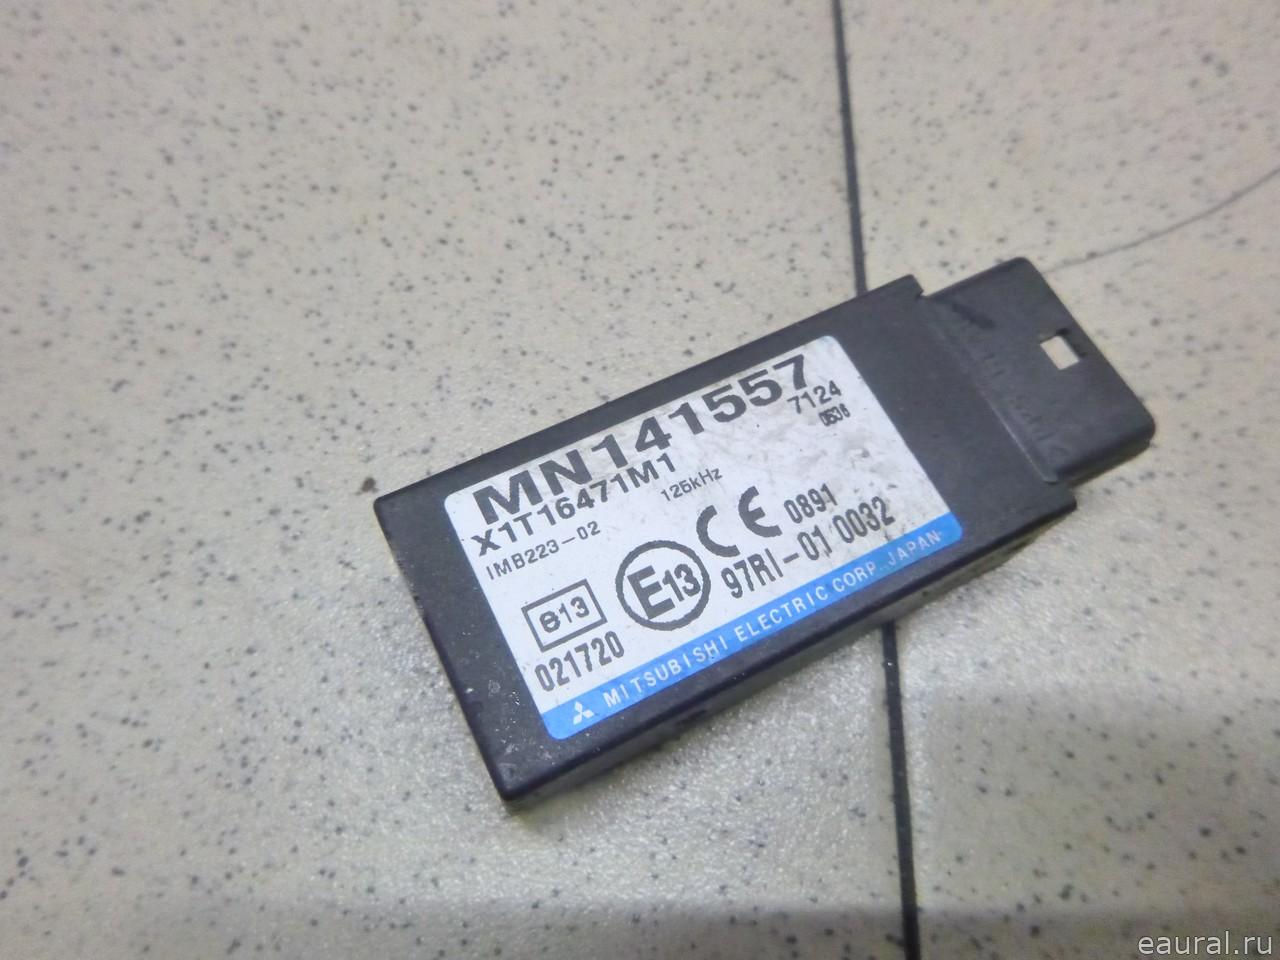 MN141557
7124
X1T16471M1
0536
IMB223-02
125kHz
e13
021720
E13
CE 0891
97RI-01 0032
MITSUBISHI ELECTRIC CORP. JAPAN
eaural.ru